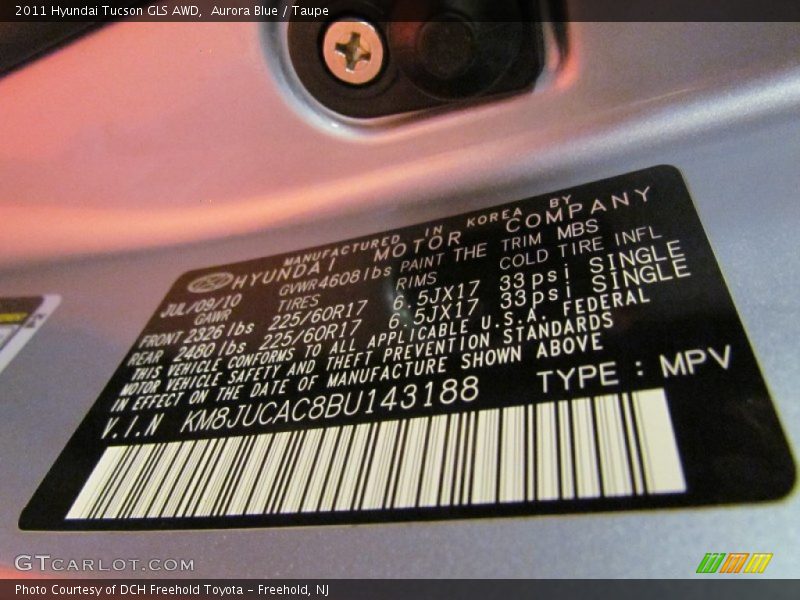 2011 Hyundai Tucson GLS AWD,  Aurora Blue / Taupe
MANUFACTURED IN KOREA BY
HYUNDAI MOTOR COMPANY
JUL/09/10 GVWR4608lbs PAINT THE TRIM MBS
GAWR TIRES RIMS COLD TIRE INFL
FRONT 2326 lbs 225/60R17 6.5JX17 33psi SINGLE
REAR 2480 lbs 225/60R17 6.5JX17 33psi SINGLE
THIS VEHICLE CONFORMS TO ALL APPLICABLE U.S.A. FEDERAL
MOTOR VEHICLE SAFETY AND THEFT PREVENTION STANDARDS
IN EFFECT ON THE DATE OF MANUFACTURE SHOWN ABOVE
V.I.N KM8JUCAC8BU143188 TYPE : MPV
GTCARLOT.COM
Photo Courtesy of DCH Freehold Toyota - Freehold, NJ